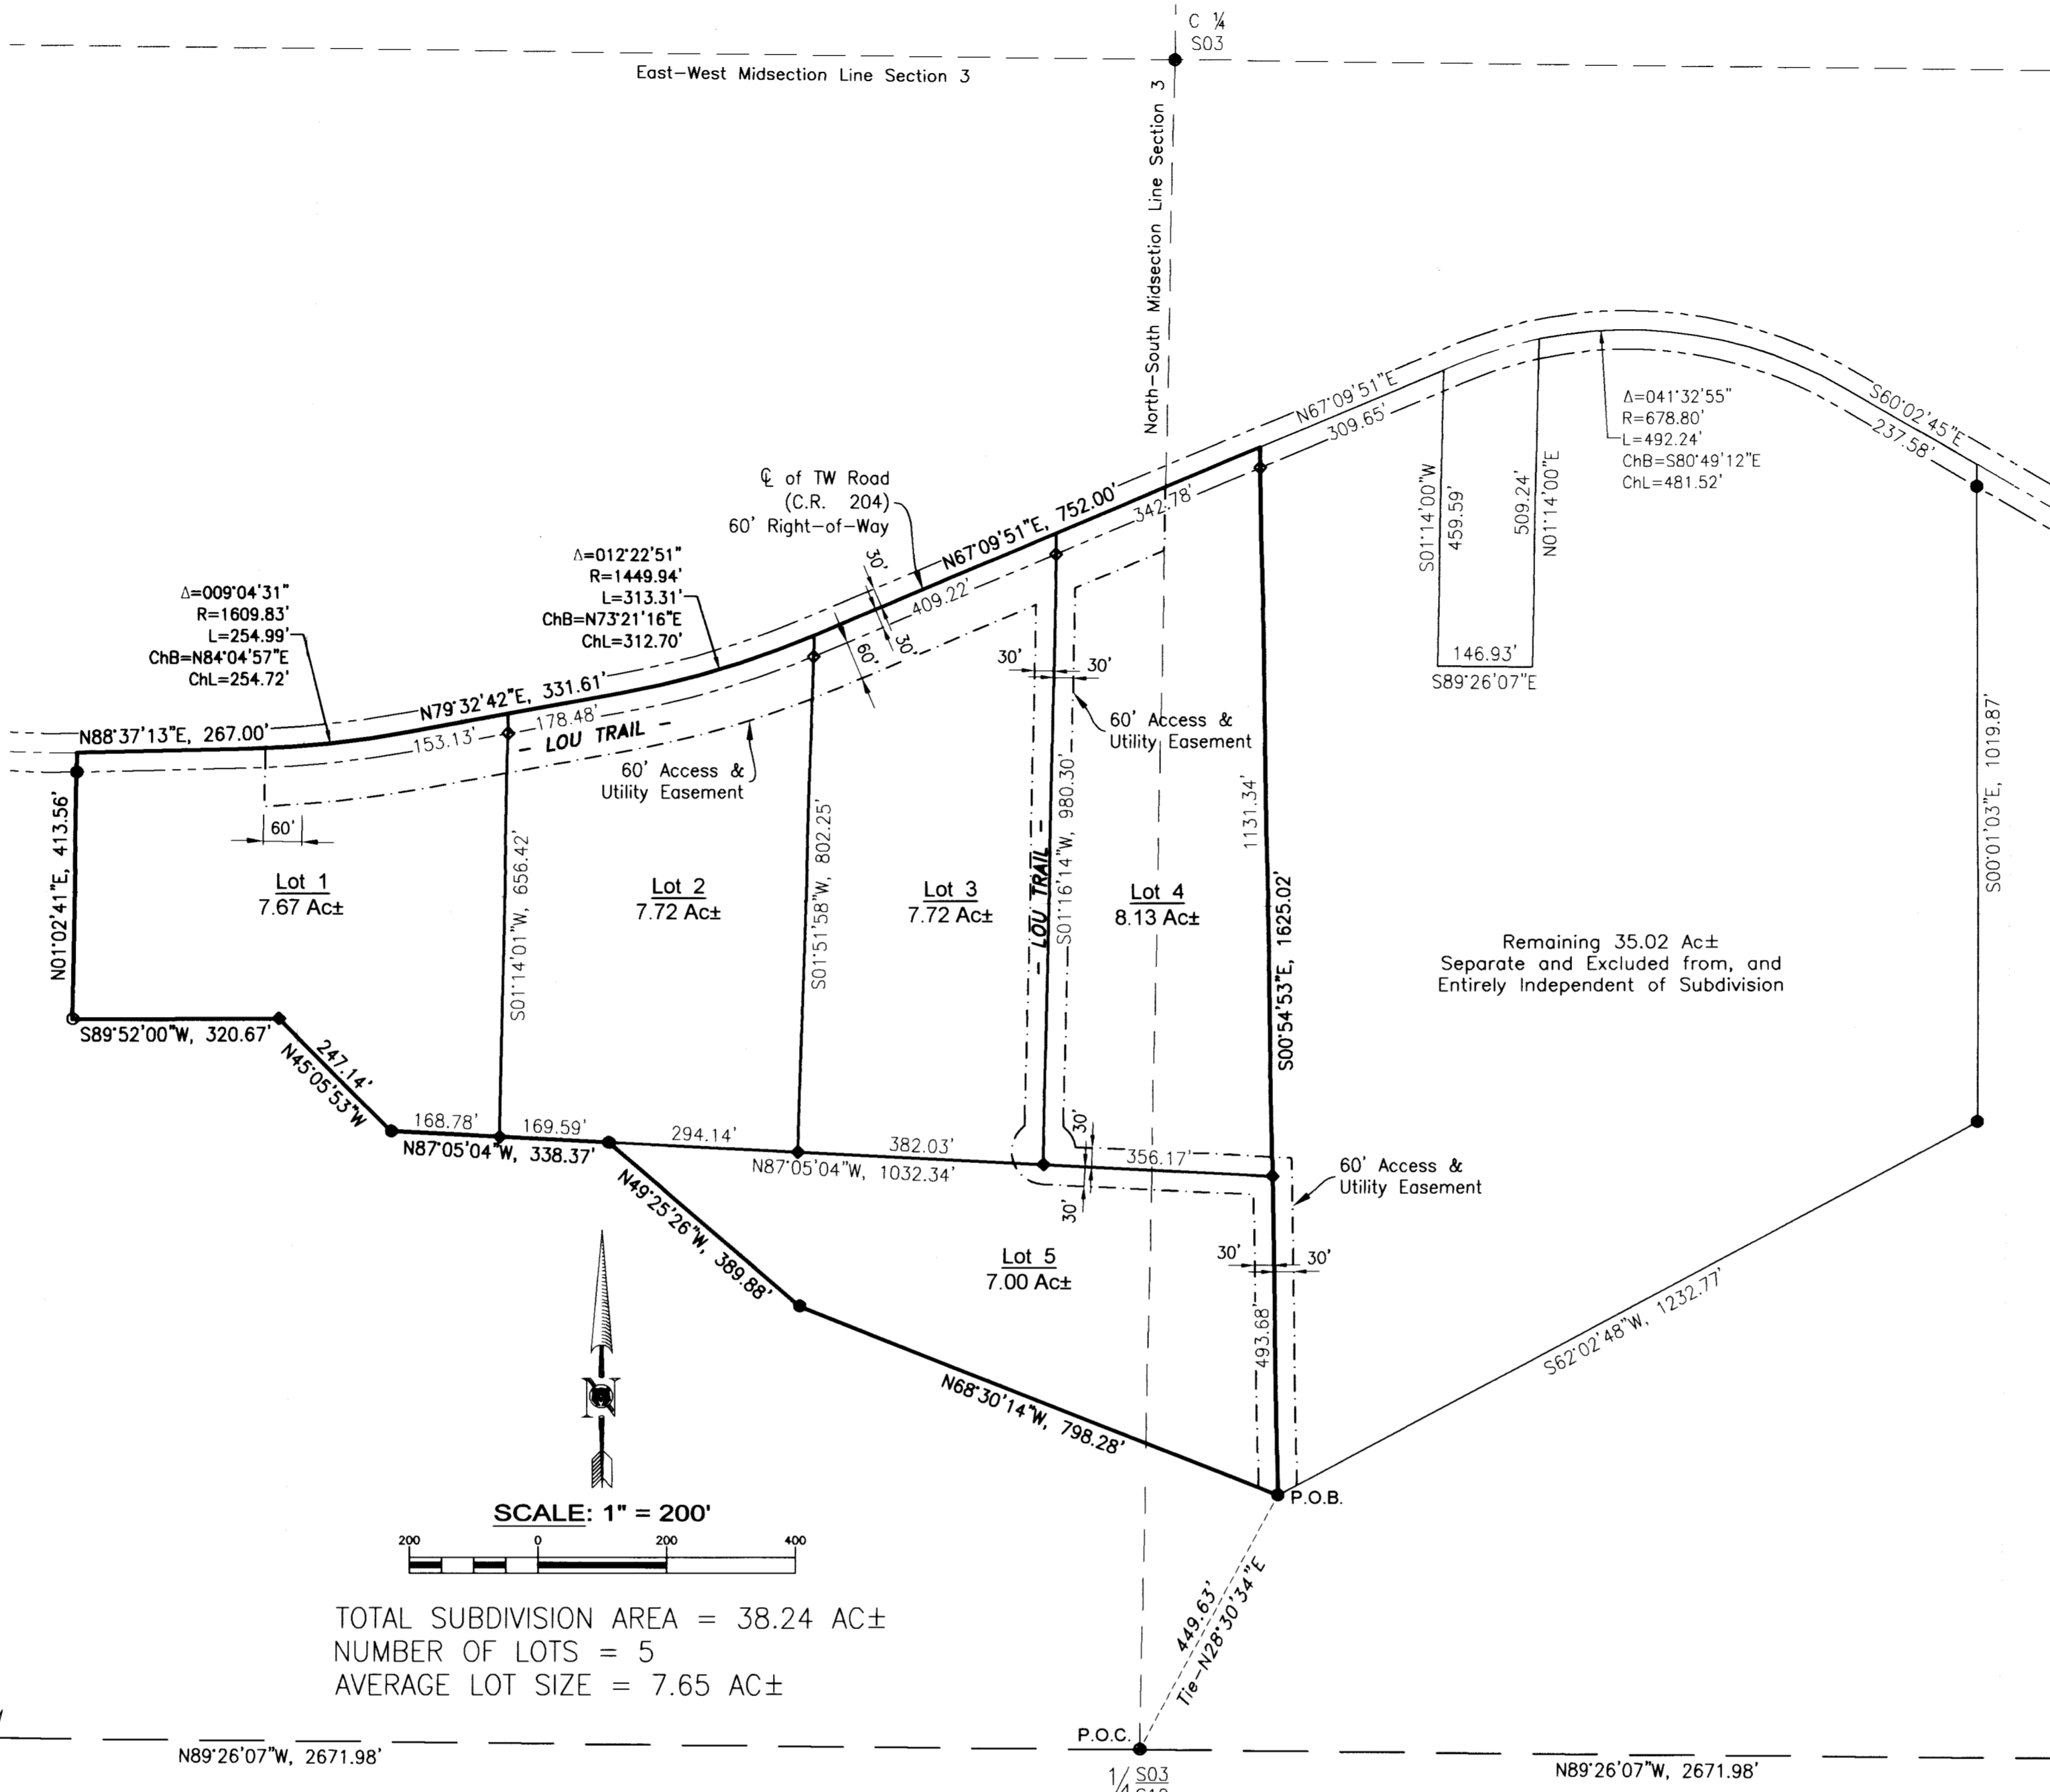 C ¼
S03
East-West Midsection Line Section 3
North-South Midsection Line Section 3
N67°09'51"E
309.65'
S60°02'45"E
237.58'
Δ=041°32'55"
R=678.80'
L=492.24'
ChB=S80°49'12"E
ChL=481.52'
S01°14'00"W
459.59'
509.24'
N01°14'00"E
146.93'
S89°26'07"E
S00°01'03"E, 1019.87'
℄ of TW Road
(C.R. 204)
60' Right-of-Way
N67°09'51"E, 752.00'
342.78'
409.22'
30'
30'
60'
Δ=012°22'51"
R=1449.94'
L=313.31'
ChB=N73°21'16"E
ChL=312.70'
Δ=009°04'31"
R=1609.83'
L=254.99'
ChB=N84°04'57"E
ChL=254.72'
N88°37'13"E, 267.00'
N79°32'42"E, 331.61'
153.13'
178.48'
- LOU TRAIL -
60' Access &
Utility Easement
30'
30'
60' Access &
Utility Easement
60'
N01°02'41"E, 413.56'
Lot 1
7.67 Ac±
S01°14'01"W, 656.42'
Lot 2
7.72 Ac±
S01°51'58"W, 802.25'
Lot 3
7.72 Ac±
- LOU TRAIL -
S01°16'14"W, 980.30'
Lot 4
8.13 Ac±
1131.34'
S00°54'53"E, 1625.02'
Remaining 35.02 Ac±
Separate and Excluded from, and
Entirely Independent of Subdivision
S89°52'00"W, 320.67'
247.14'
N45°05'53"W
168.78'
169.59'
N87°05'04"W, 338.37'
294.14'
382.03'
N87°05'04"W, 1032.34'
356.17'
30'
30'
60' Access &
Utility Easement
N49°25'26"W, 389.88'
Lot 5
7.00 Ac±
30'
30'
493.68'
N68°30'14"W, 798.28'
S62°02'48"W, 1232.77'
P.O.B.
N
SCALE: 1" = 200'
200 0 200 400
449.63'
Tie-N28°30'34"E
TOTAL SUBDIVISION AREA = 38.24 AC±
NUMBER OF LOTS = 5
AVERAGE LOT SIZE = 7.65 AC±
P.O.C.
N89°26'07"W, 2671.98'
N89°26'07"W, 2671.98'
1/4 S03